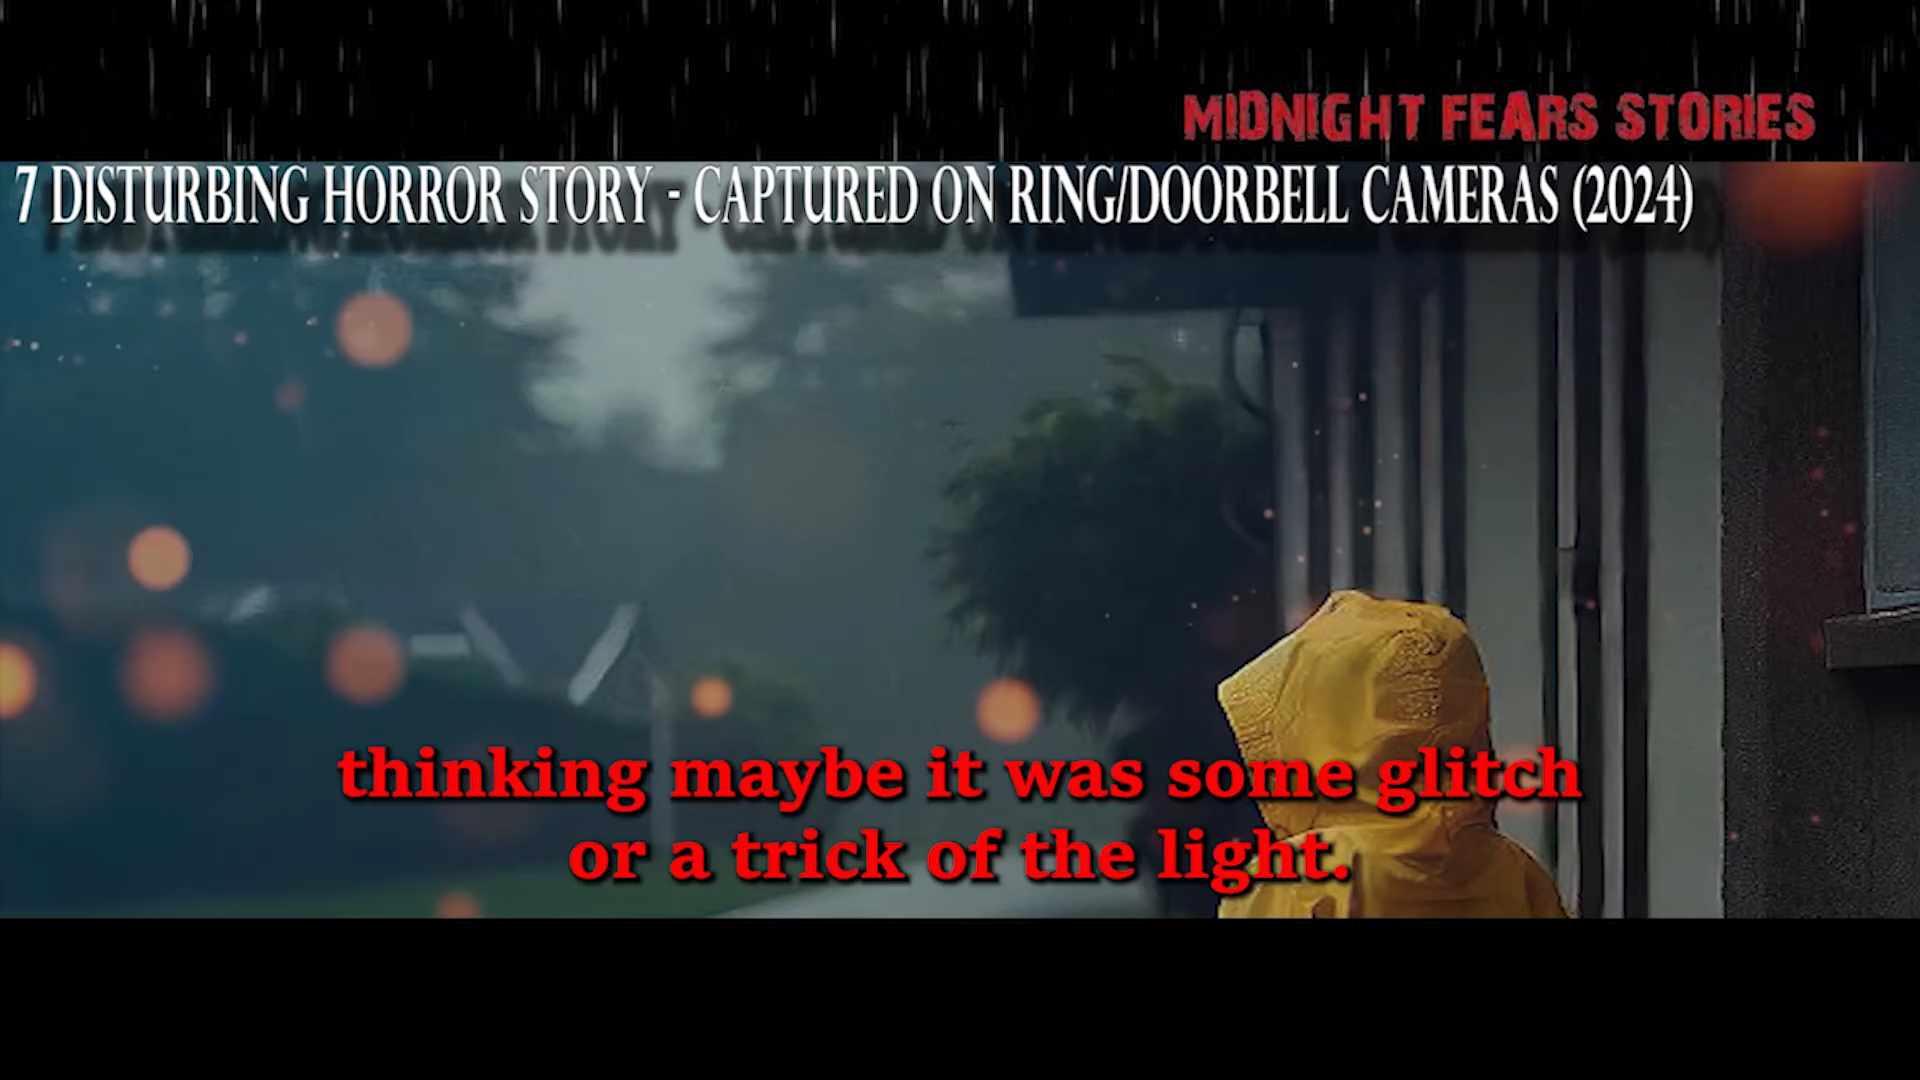 MIDNIGHT FEARS STORIES
7 DISTURBING HORROR STORY - CAPTURED ON RING/DOORBELL CAMERAS (2024)
thinking maybe it was some glitch
or a trick of the light.